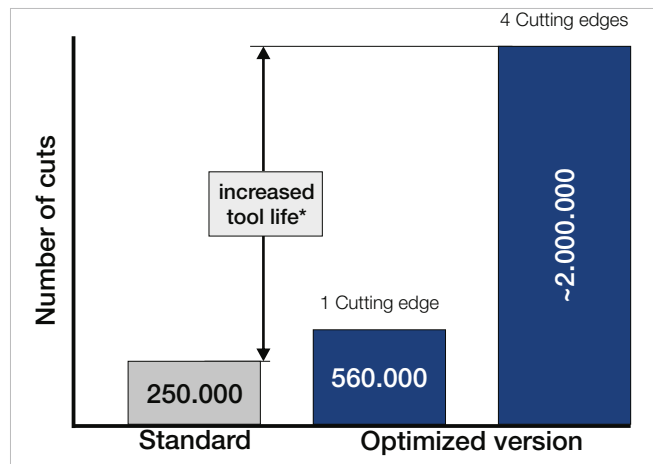 4 Cutting edges
Number of cuts
increased
tool life*
~2.000.000
1 Cutting edge
250.000
560.000
Standard
Optimized version